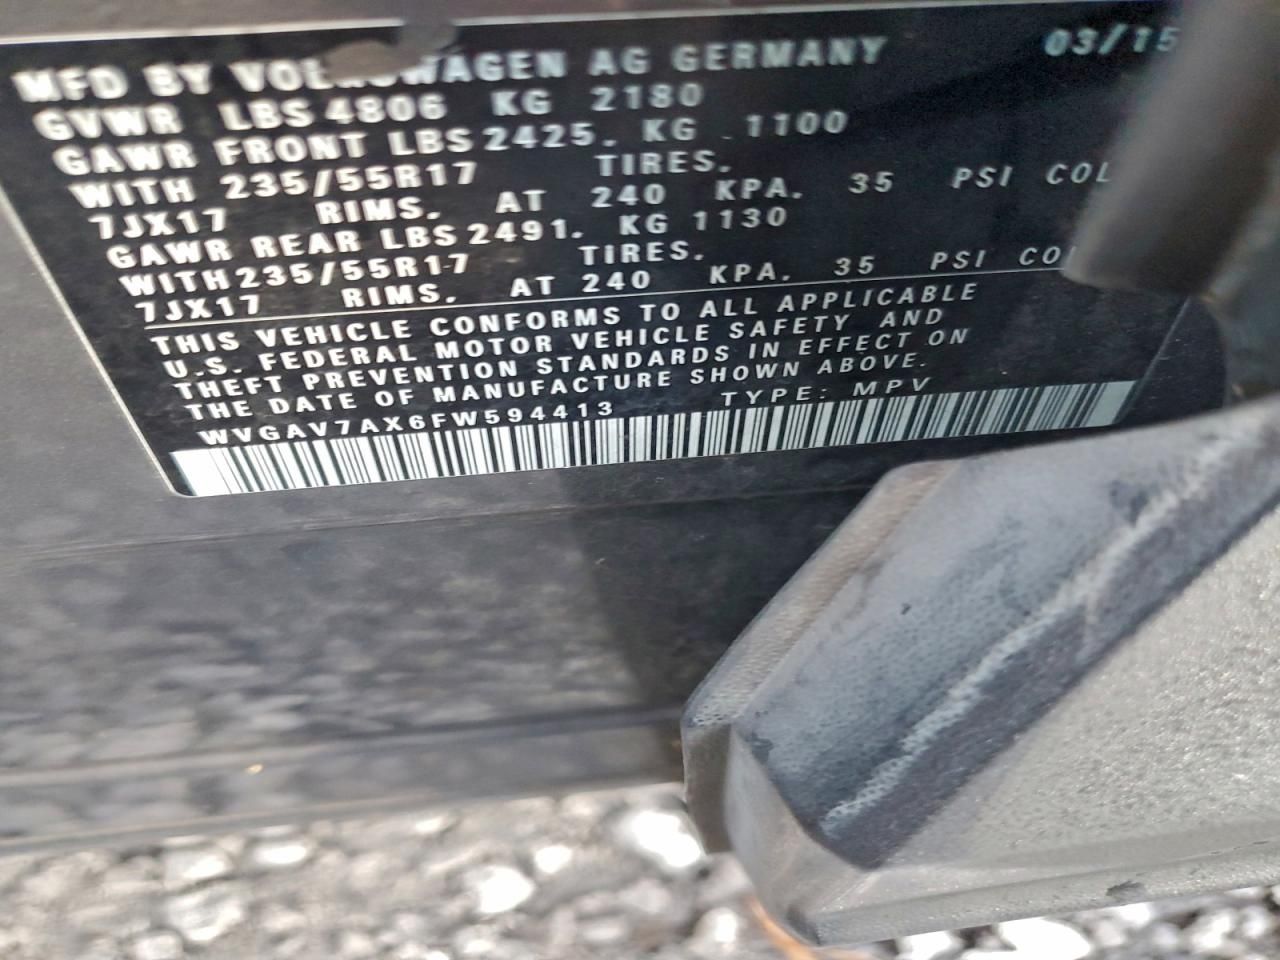 MFD BY VOLKSWAGEN AG GERMANY 03/15
GVWR LBS 4806 KG 2180
GAWR FRONT LBS 2425. KG 1100
WITH 235/55R17 TIRES.
7JX17 RIMS. AT 240 KPA. 35 PSI COL
GAWR REAR LBS 2491. KG 1130
WITH 235/55R17 TIRES.
7JX17 RIMS. AT 240 KPA. 35 PSI CO
THIS VEHICLE CONFORMS TO ALL APPLICABLE
U.S. FEDERAL MOTOR VEHICLE SAFETY AND
THEFT PREVENTION STANDARDS IN EFFECT ON
THE DATE OF MANUFACTURE SHOWN ABOVE.
WVGAV7AX6FW594413 TYPE: MPV